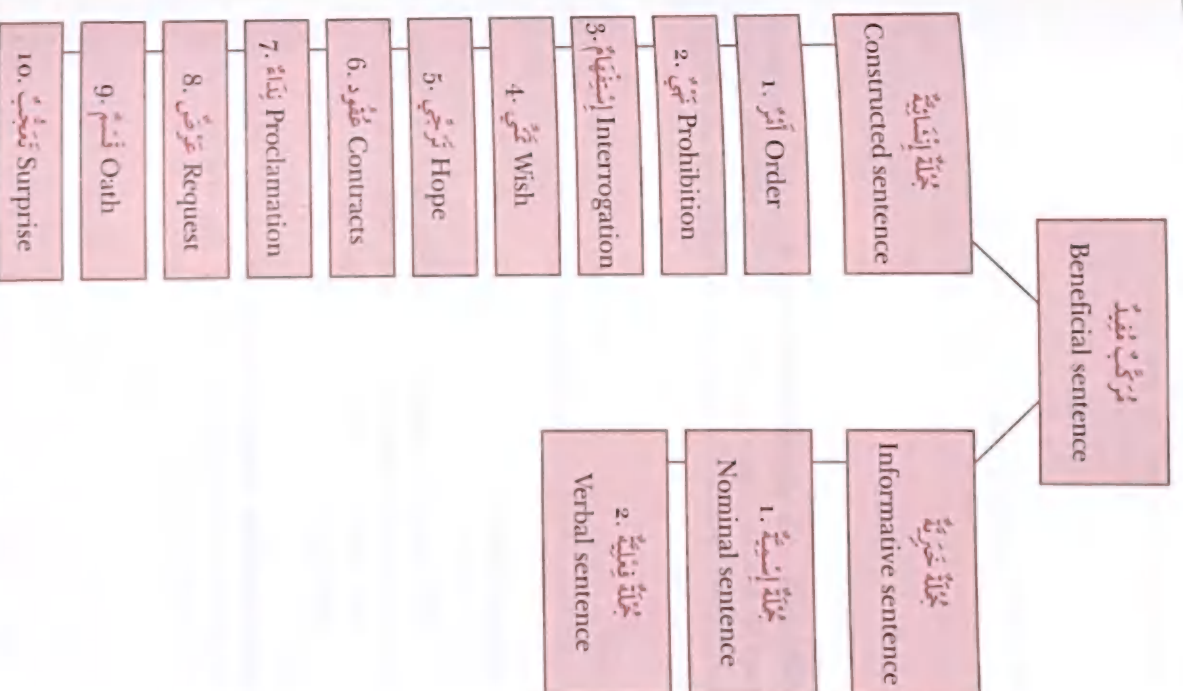 مُرَكَّبٌ مُفِيدٌ
Beneficial sentence
جُمْلَةٌ إِنْشَائِيَّةٌ
Constructed sentence
1. أَمْرٌ Order
2. نَهْيٌ Prohibition
3. إِسْتِفْهَامٌ Interrogation
4. تَمَنِّي Wish
5. تَرَجِّي Hope
6. عُقُود Contracts
7. نِدَاءٌ Proclamation
8. عَرْضٌ Request
9. قَسَمٌ Oath
10. تَعَجُّبٌ Surprise
جُمْلَةٌ خَبَرِيَّةٌ
Informative sentence
1. جُمْلَةٌ إِسْمِيَّةٌ
Nominal sentence
2. جُمْلَةٌ فِعْلِيَّةٌ
Verbal sentence